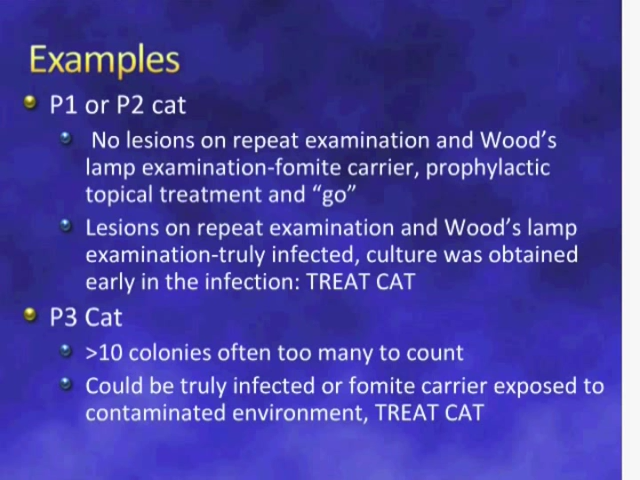 Examples
P1 or P2 cat
No lesions on repeat examination and Wood’s
lamp examination-fomite carrier, prophylactic
topical treatment and “go”
Lesions on repeat examination and Wood’s lamp
examination-truly infected, culture was obtained
early in the infection: TREAT CAT
P3 Cat
>10 colonies often too many to count
Could be truly infected or fomite carrier exposed to
contaminated environment, TREAT CAT